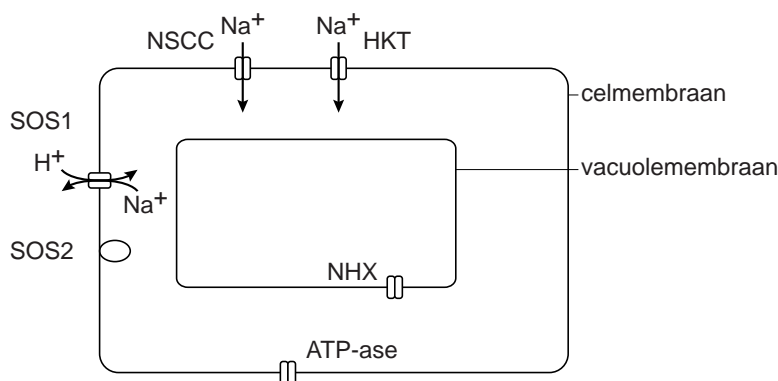 NSCC Na+ Na+ HKT
celmembraan
SOS1
H+
vacuolemembraan
Na+
SOS2
NHX
ATP-ase